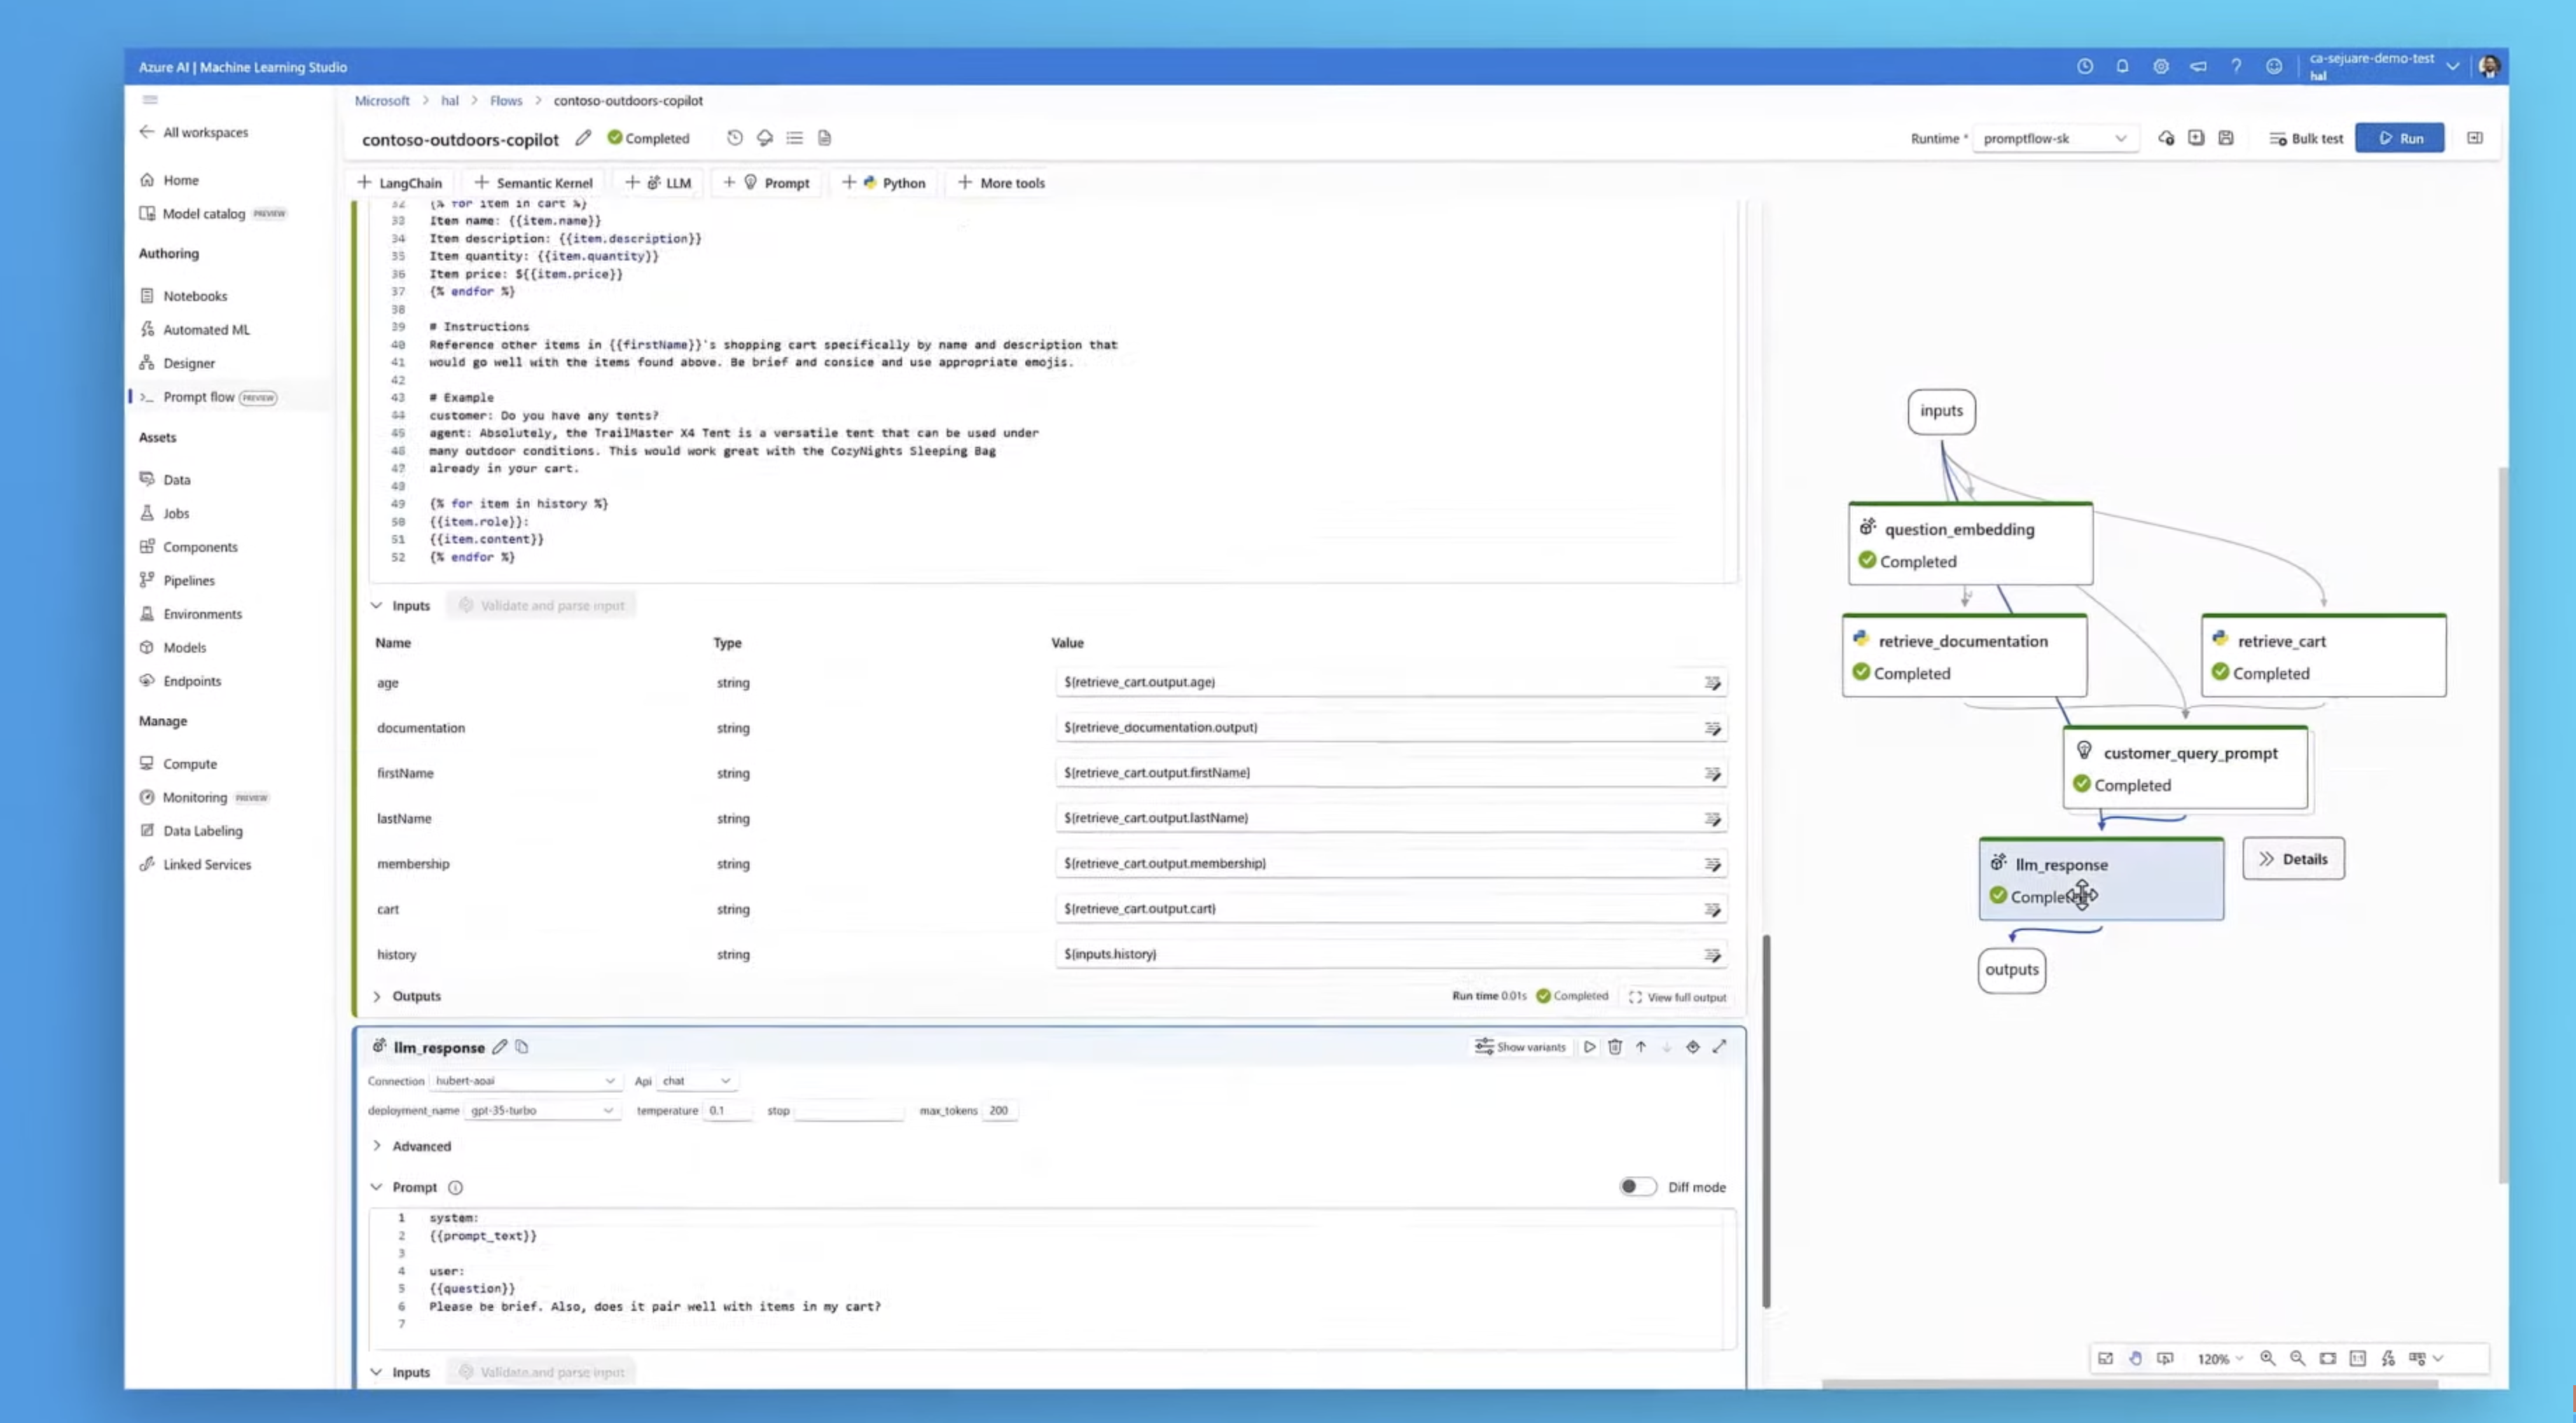 Azure AI | Machine Learning Studio
ca-sejuare-demo-test
hal
All workspaces
Home
Model catalog PREVIEW
Authoring
Notebooks
Automated ML
Designer
Prompt flow PREVIEW
Assets
Data
Jobs
Components
Pipelines
Environments
Models
Endpoints
Manage
Compute
Monitoring PREVIEW
Data Labeling
Linked Services
Microsoft > hal > Flows > contoso-outdoors-copilot
contoso-outdoors-copilot Completed
Runtime * promptflow-sk Bulk test Run
+ LangChain + Semantic Kernel + LLM + Prompt + Python + More tools
32 {% for item in cart %}
33 Item name: {{item.name}}
34 Item description: {{item.description}}
35 Item quantity: {{item.quantity}}
36 Item price: ${{item.price}}
37 {% endfor %}
38
39 # Instructions
40 Reference other items in {{firstName}}'s shopping cart specifically by name and description that
41 would go well with the items found above. Be brief and consice and use appropriate emojis.
42
43 # Example
44 customer: Do you have any tents?
45 agent: Absolutely, the TrailMaster X4 Tent is a versatile tent that can be used under
46 many outdoor conditions. This would work great with the CozyNights Sleeping Bag
47 already in your cart.
48
49 {% for item in history %}
50 {{item.role}}:
51 {{item.content}}
52 {% endfor %}
Inputs Validate and parse input
Name Type Value
age string ${retrieve_cart.output.age}
documentation string ${retrieve_documentation.output}
firstName string ${retrieve_cart.output.firstName}
lastName string ${retrieve_cart.output.lastName}
membership string ${retrieve_cart.output.membership}
cart string ${retrieve_cart.output.cart}
history string ${inputs.history}
Outputs Run time 0.01s Completed View full output
llm_response Show variants
Connection hubert-aoai Api chat
deployment_name gpt-35-turbo temperature 0.1 stop max_tokens 200
Advanced
Prompt Diff mode
1 system:
2 {{prompt_text}}
3
4 user:
5 {{question}}
6 Please be brief. Also, does it pair well with items in my cart?
7
Inputs Validate and parse input
inputs
question_embedding
Completed
retrieve_documentation
Completed
retrieve_cart
Completed
customer_query_prompt
Completed
llm_response
Details
outputs
120%
1:1